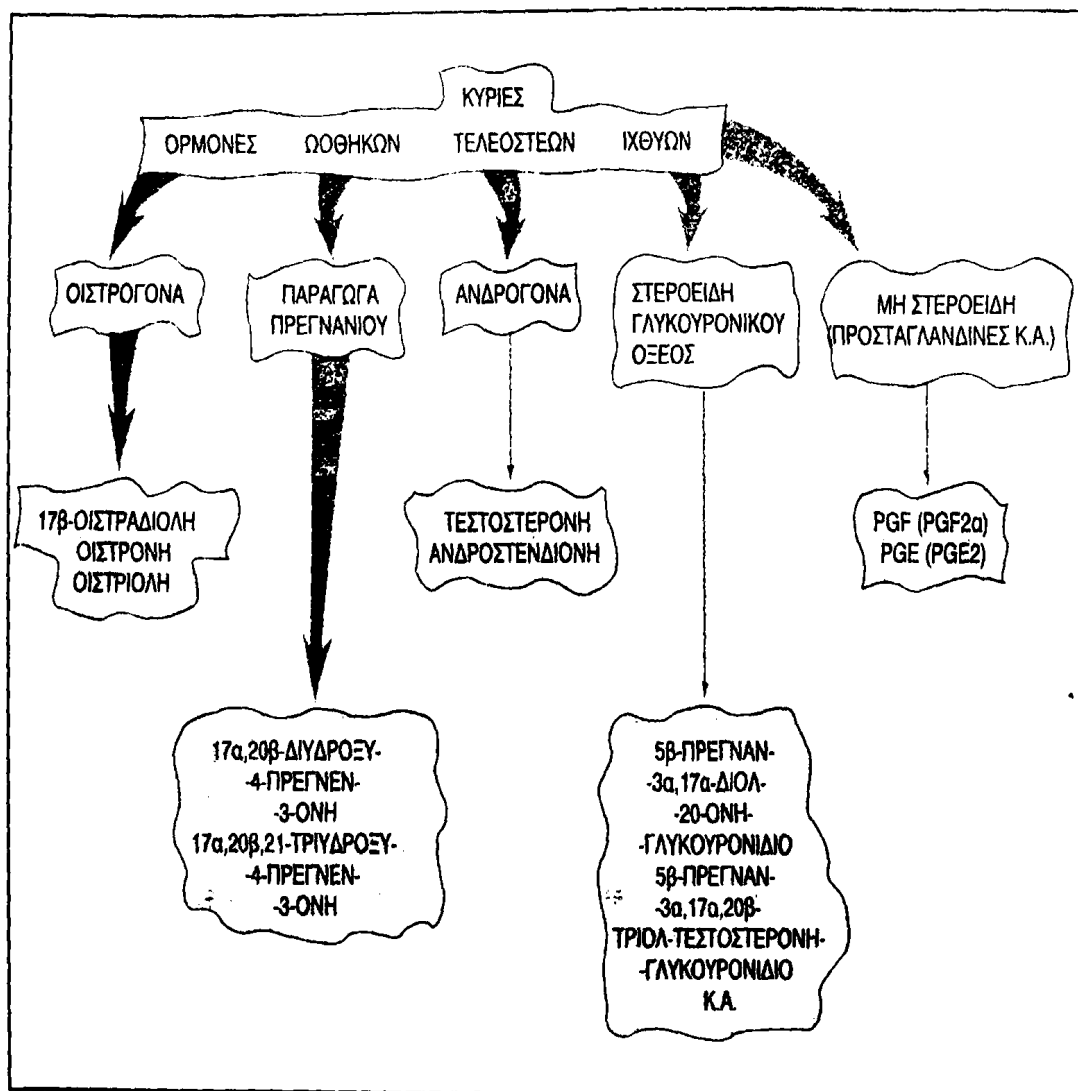 ΚΥΡΙΕΣ
ΟΡΜΟΝΕΣ ΩΟΘΗΚΩΝ ΤΕΛΕΟΣΤΕΩΝ ΙΧΘΥΩΝ
ΟΙΣΤΡΟΓΟΝΑ
ΠΑΡΑΓΩΓΑ
ΠΡΕΓΝΑΝΙΟΥ
ΑΝΔΡΟΓΟΝΑ
ΣΤΕΡΟΕΙΔΗ
ΓΛΥΚΟΥΡΟΝΙΚΟΥ
ΟΞΕΟΣ
ΜΗ ΣΤΕΡΟΕΙΔΗ
(ΠΡΟΣΤΑΓΛΑΝΔΙΝΕΣ Κ.Α.)
17β-ΟΙΣΤΡΑΔΙΟΛΗ
ΟΙΣΤΡΟΝΗ
ΟΙΣΤΡΙΟΛΗ
ΤΕΣΤΟΣΤΕΡΟΝΗ
ΑΝΔΡΟΣΤΕΝΔΙΟΝΗ
PGF (PGF2α)
PGE (PGE2)
17α,20β-ΔΙΥΔΡΟΞΥ-
-4-ΠΡΕΓΝΕΝ-
-3-ΟΝΗ
17α,20β,21-ΤΡΙΥΔΡΟΞΥ-
-4-ΠΡΕΓΝΕΝ-
-3-ΟΝΗ
5β-ΠΡΕΓΝΑΝ-
-3α,17α-ΔΙΟΛ-
-20-ΟΝΗ-
-ΓΛΥΚΟΥΡΟΝΙΔΙΟ
5β-ΠΡΕΓΝΑΝ-
-3α,17α,20β-
ΤΡΙΟΛ-ΤΕΣΤΟΣΤΕΡΟΝΗ-
-ΓΛΥΚΟΥΡΟΝΙΔΙΟ
Κ.Α.